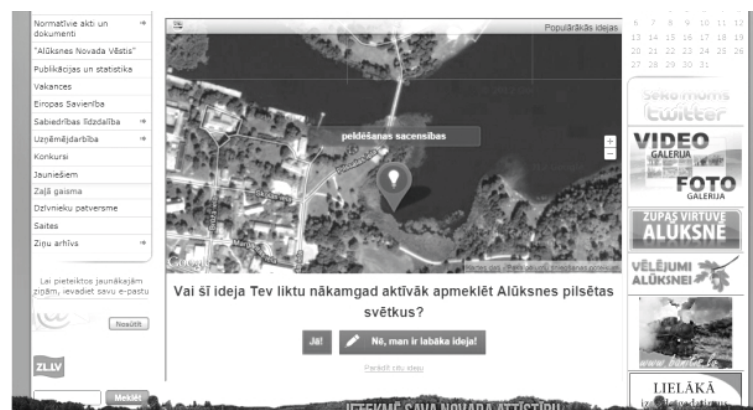 Normatīvie akti un
dokumenti
"Alūksnes Novada Vēstis"
Publikācijas un statistika
Vakances
Eiropas Savienība
Sabiedrības līdzdalība
Uzņēmējdarbība
Konkursi
Jauniešiem
Zaļā gaisma
Dzīvnieku patversme
Saites
Ziņu arhīvs
Lai pieteiktos jaunākajām
ziņām, ievadiet savu e-pastu
Nosūtīt
ZL.LV
Meklēt
Populārākās idejas
peldēšanas sacensības
Google
Vai šī ideja Tev liktu nākamgad aktīvāk apmeklēt Alūksnes pilsētas
svētkus?
Jā!
Nē, man ir labāka ideja!
Parādīt citu ideju
IETEKMĒ SAVA NOVADA ATTĪSTĪBU
6 7 8 9 10 11 12
13 14 15 16 17 18 19
20 21 22 23 24 25 26
27 28 29 30 31
Seko mums
twitter
VIDEO
GALERIJA
FOTO
GALERIJA
ZUPAS VIRTUVE
ALŪKSNĒ
VĒLĒJUMI
ALŪKSNEI
LIELĀKĀ